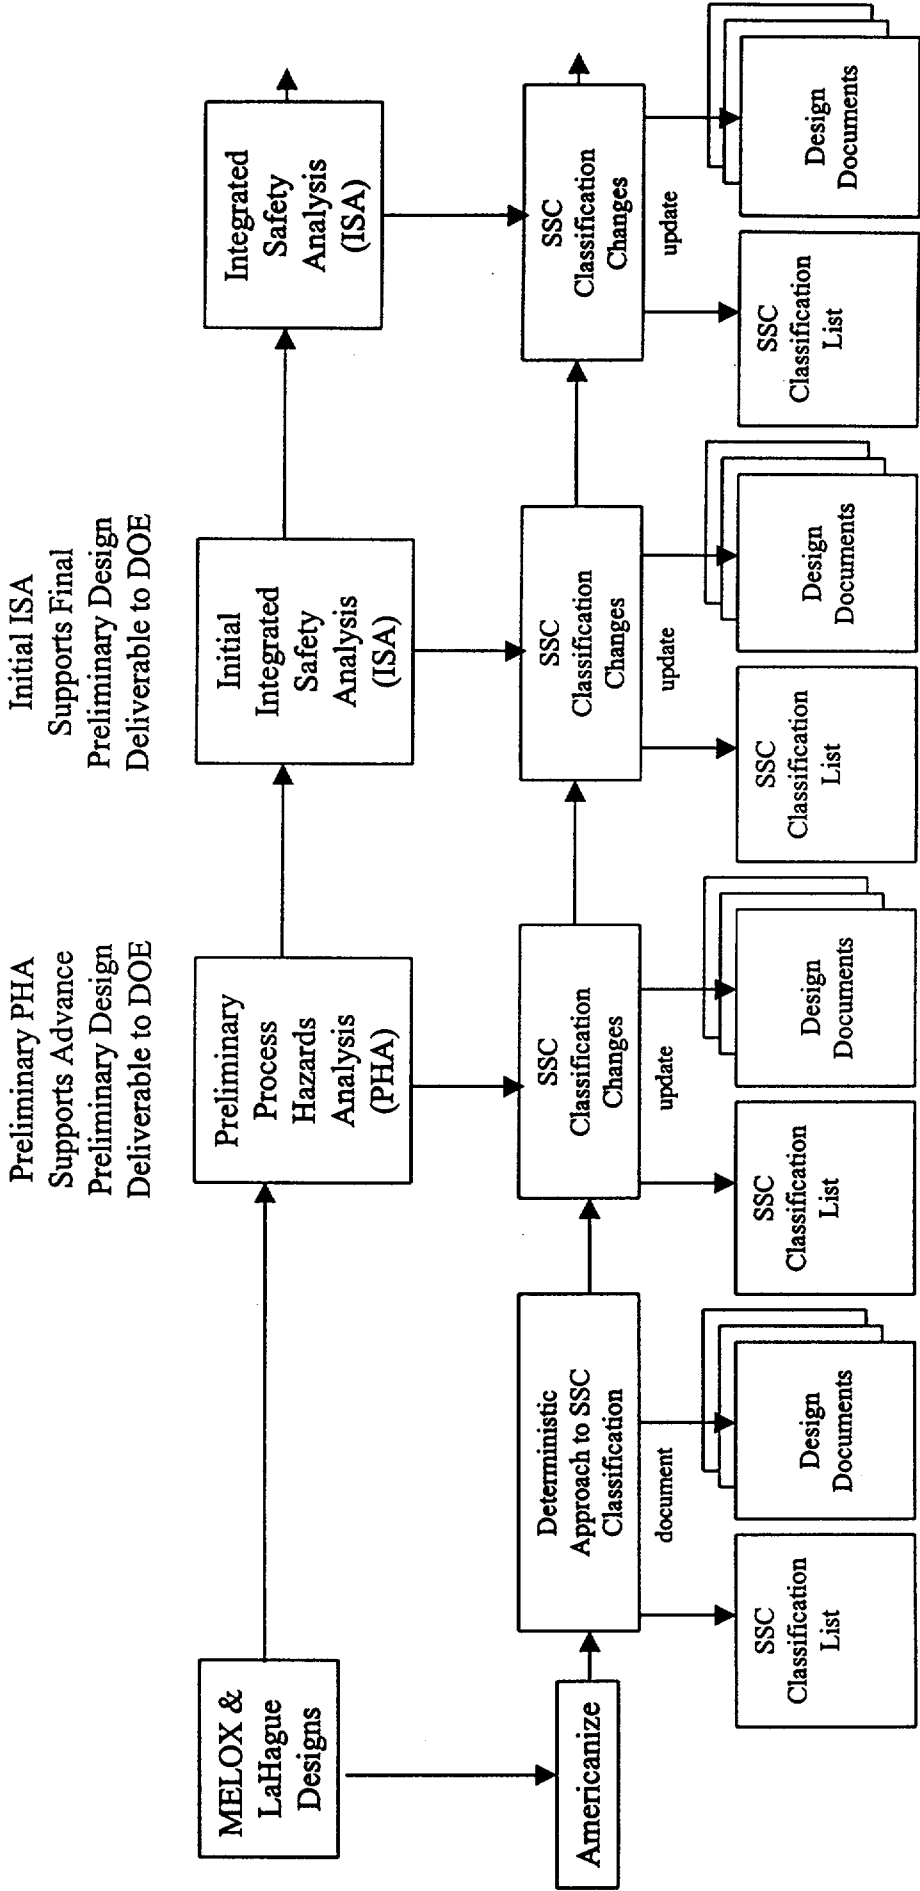 Preliminary PHA
Supports Advance
Preliminary Design
Deliverable to DOE
Initial ISA
Supports Final
Preliminary Design
Deliverable to DOE
MELOX &
LaHague
Designs
Preliminary
Process
Hazards
Analysis
(PHA)
Initial
Integrated
Safety
Analysis
(ISA)
Integrated
Safety
Analysis
(ISA)
Americanize
Deterministic
Approach to SSC
Classification
SSC
Classification
Changes
SSC
Classification
Changes
SSC
Classification
Changes
document
update
update
update
SSC
Classification
List
Design
Documents
SSC
Classification
List
Design
Documents
SSC
Classification
List
Design
Documents
SSC
Classification
List
Design
Documents